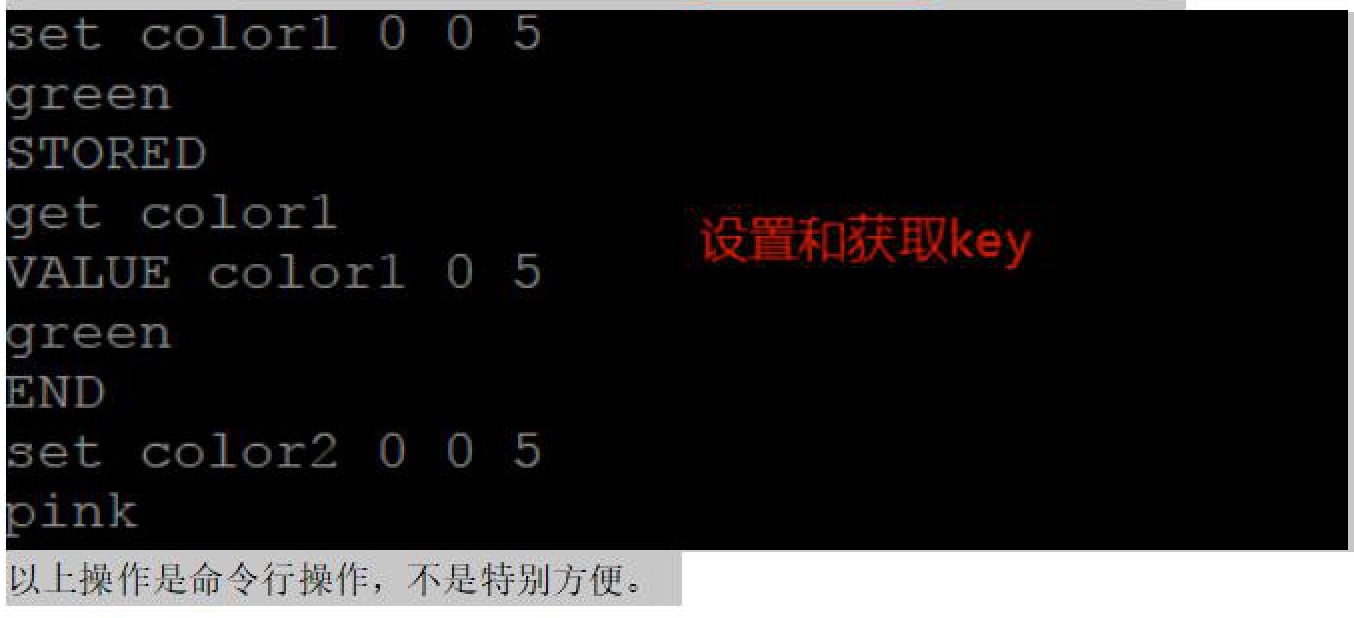 set color1 0 0 5
green
STORED
get color1
设置和获取key
VALUE color1 0 5
green
END
set color2 0 0 5
pink
以上操作是命令行操作，不是特别方便。